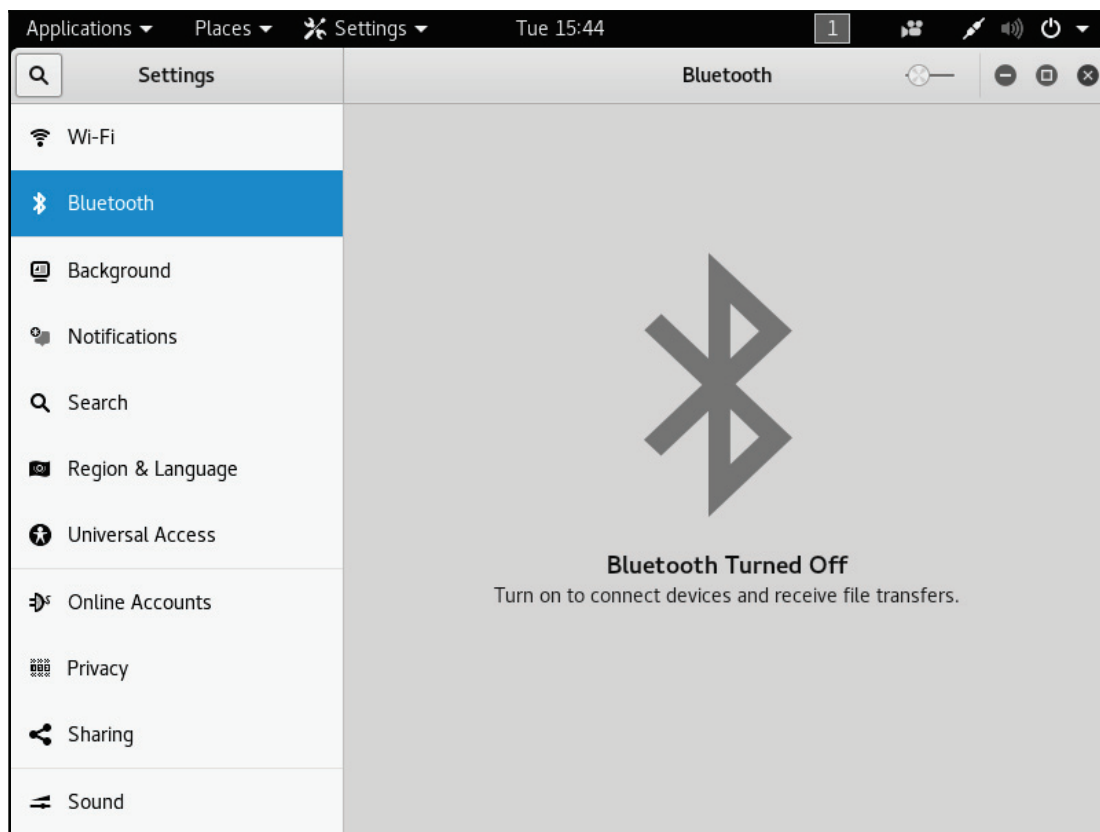 Applications Places Settings Tue 15:44 1
Settings Bluetooth
Wi-Fi
Bluetooth
Background
Notifications
Search
Region & Language
Universal Access
Online Accounts
Privacy
Sharing
Sound
Bluetooth Turned Off
Turn on to connect devices and receive file transfers.